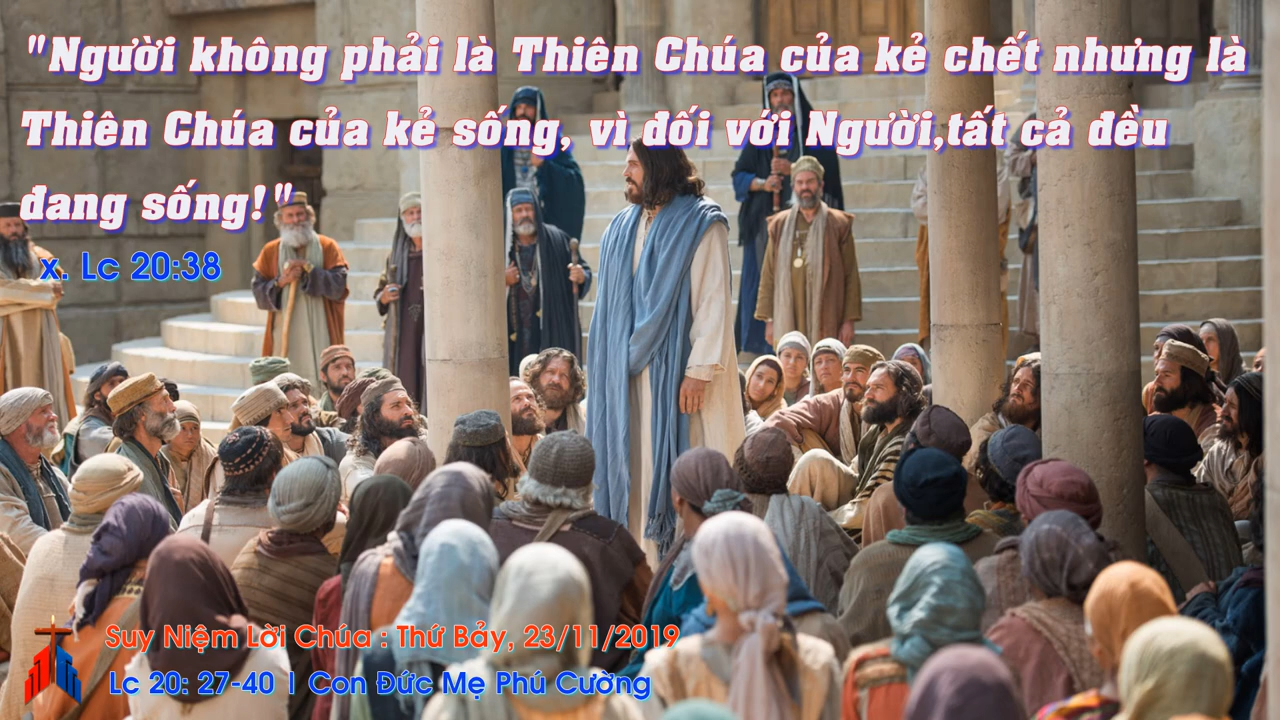 "Người không phải là Thiên Chúa của kẻ chết nhưng là
Thiên Chúa của kẻ sống, vì đối với Người,tất cả đều
đang sống!"
x. Lc 20:38
Suy Niệm Lời Chúa : Thứ Bảy, 23/11/2019
Lc 20: 27-40 | Con Đức Mẹ Phú Cường